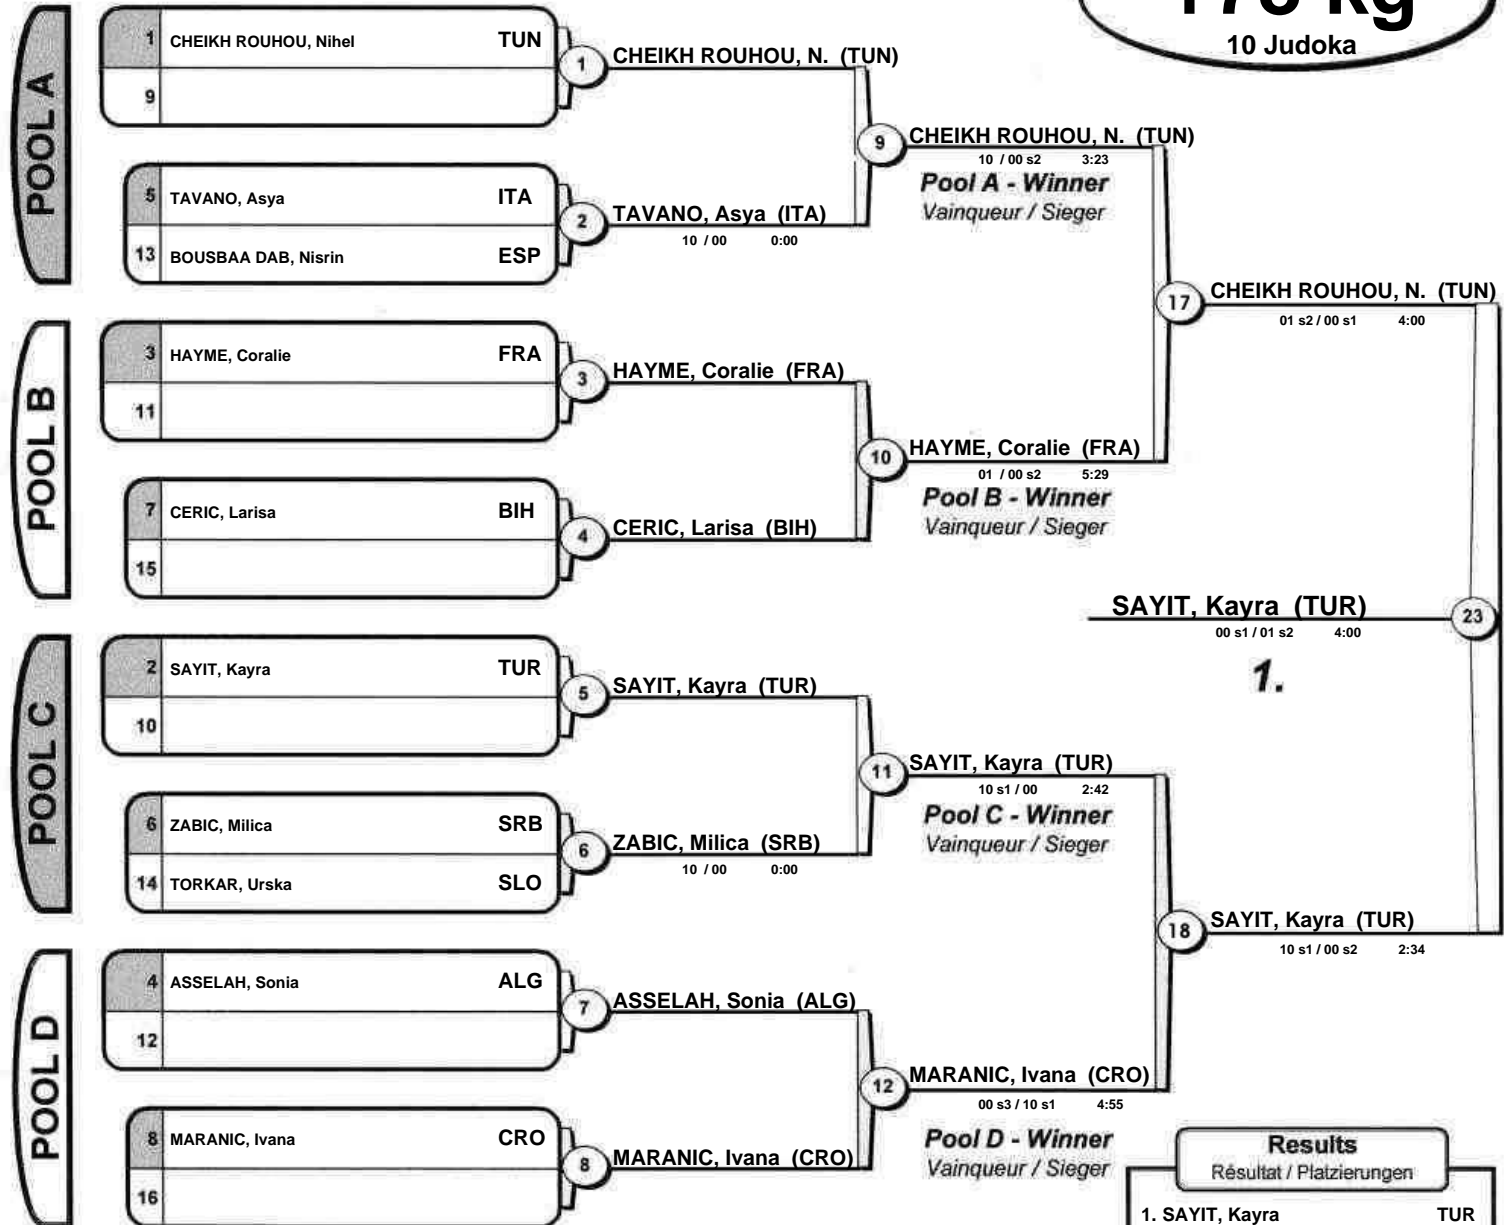 178 kg
10 Judoka
POOL A
1 CHEIKH ROUHOU, Nihel TUN
9
5 TAVANO, Asya ITA
13 BOUSBAA DAB, Nisrin ESP
1 CHEIKH ROUHOU, N. (TUN)
2 TAVANO, Asya (ITA)
10 / 00 0:00
9 CHEIKH ROUHOU, N. (TUN)
10 / 00 s2 3:23
Pool A - Winner
Vainqueur / Sieger
POOL B
3 HAYME, Coralie FRA
11
7 CERIC, Larisa BIH
15
3 HAYME, Coralie (FRA)
4 CERIC, Larisa (BIH)
10 HAYME, Coralie (FRA)
01 / 00 s2 5:29
Pool B - Winner
Vainqueur / Sieger
17 CHEIKH ROUHOU, N. (TUN)
01 s2 / 00 s1 4:00
SAYIT, Kayra (TUR) 23
00 s1 / 01 s2 4:00
1.
POOL C
2 SAYIT, Kayra TUR
10
6 ZABIC, Milica SRB
14 TORKAR, Urska SLO
5 SAYIT, Kayra (TUR)
6 ZABIC, Milica (SRB)
10 / 00 0:00
11 SAYIT, Kayra (TUR)
10 s1 / 00 2:42
Pool C - Winner
Vainqueur / Sieger
18 SAYIT, Kayra (TUR)
10 s1 / 00 s2 2:34
POOL D
4 ASSELAH, Sonia ALG
12
8 MARANIC, Ivana CRO
16
7 ASSELAH, Sonia (ALG)
8 MARANIC, Ivana (CRO)
12 MARANIC, Ivana (CRO)
00 s3 / 10 s1 4:55
Pool D - Winner
Vainqueur / Sieger
Results
Résultat / Platzierungen
1. SAYIT, Kayra TUR